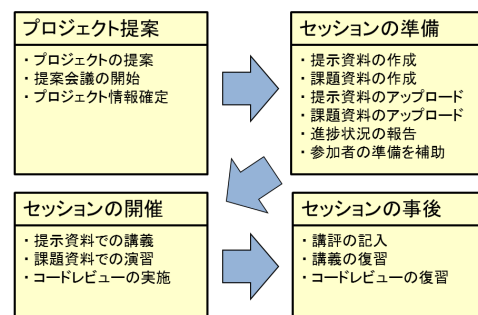 プロジェクト提案
・プロジェクトの提案
・提案会議の開始
・プロジェクト情報確定
セッションの準備
・提示資料の作成
・課題資料の作成
・提示資料のアップロード
・課題資料のアップロード
・進捗状況の報告
・参加者の準備を補助
セッションの開催
・提示資料での講義
・課題資料での演習
・コードレビューの実施
セッションの事後
・講評の記入
・講義の復習
・コードレビューの復習